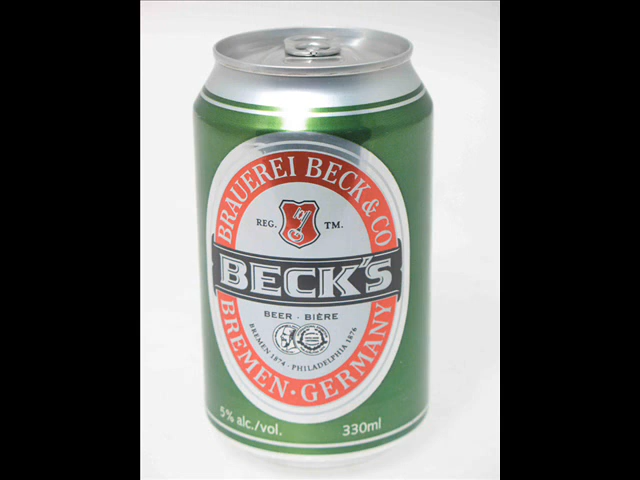 BRAUEREI BECK & CO
REG. TM.
BECK'S
BEER - BIÈRE
BREMEN 1874 - PHILADELPHIA 1876
BREMEN · GERMANY
5% alc./vol. 330ml